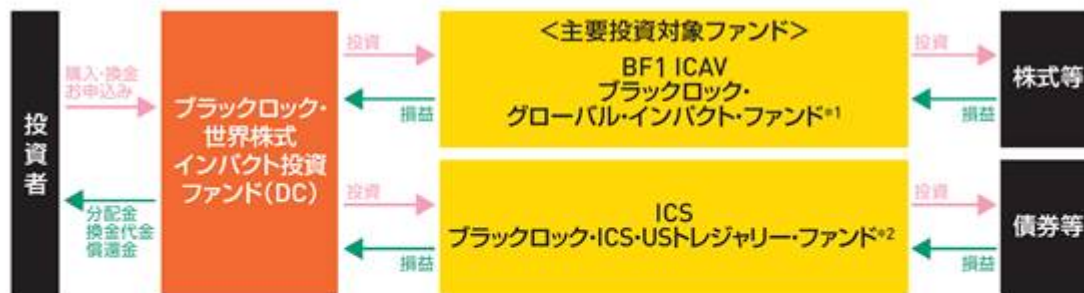 投資者
購入・換金
お申込み
分配金
換金代金
償還金
ブラックロック・
世界株式
インパクト投資
ファンド(DC)
投資
損益
投資
損益
＜主要投資対象ファンド＞
BF1 ICAV
ブラックロック・
グローバル・インパクト・ファンド*1
ICS
ブラックロック・ICS・USトレジャリー・ファンド*2
投資
損益
投資
損益
株式等
債券等